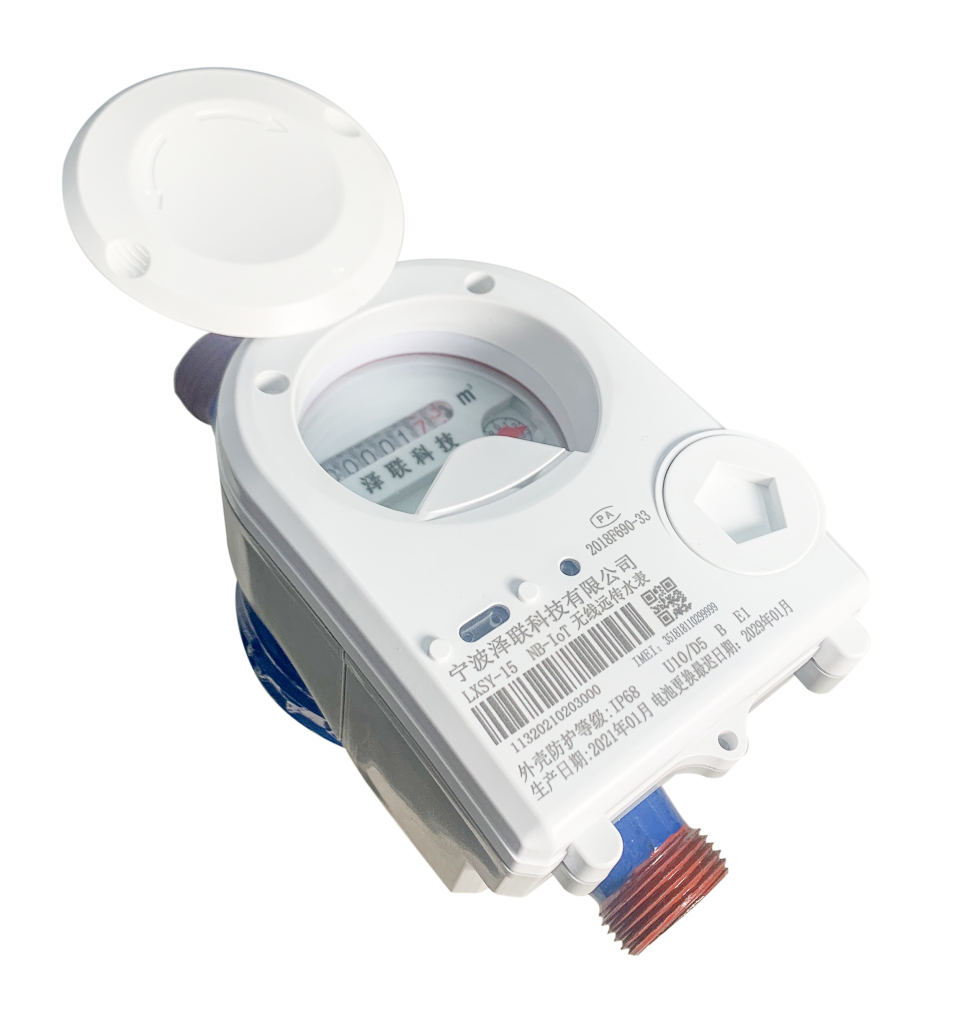 m³
泽联科技
PA
2018F690-33
宁波泽联科技有限公司
LXSY-15 NB-IoT 无线远传水表
11320210203000
IMEI: 351818110299999
外壳防护等级:IP68 U10/D5 B E1
生产日期:2021年01月 电池更换最迟日期: 2029年01月